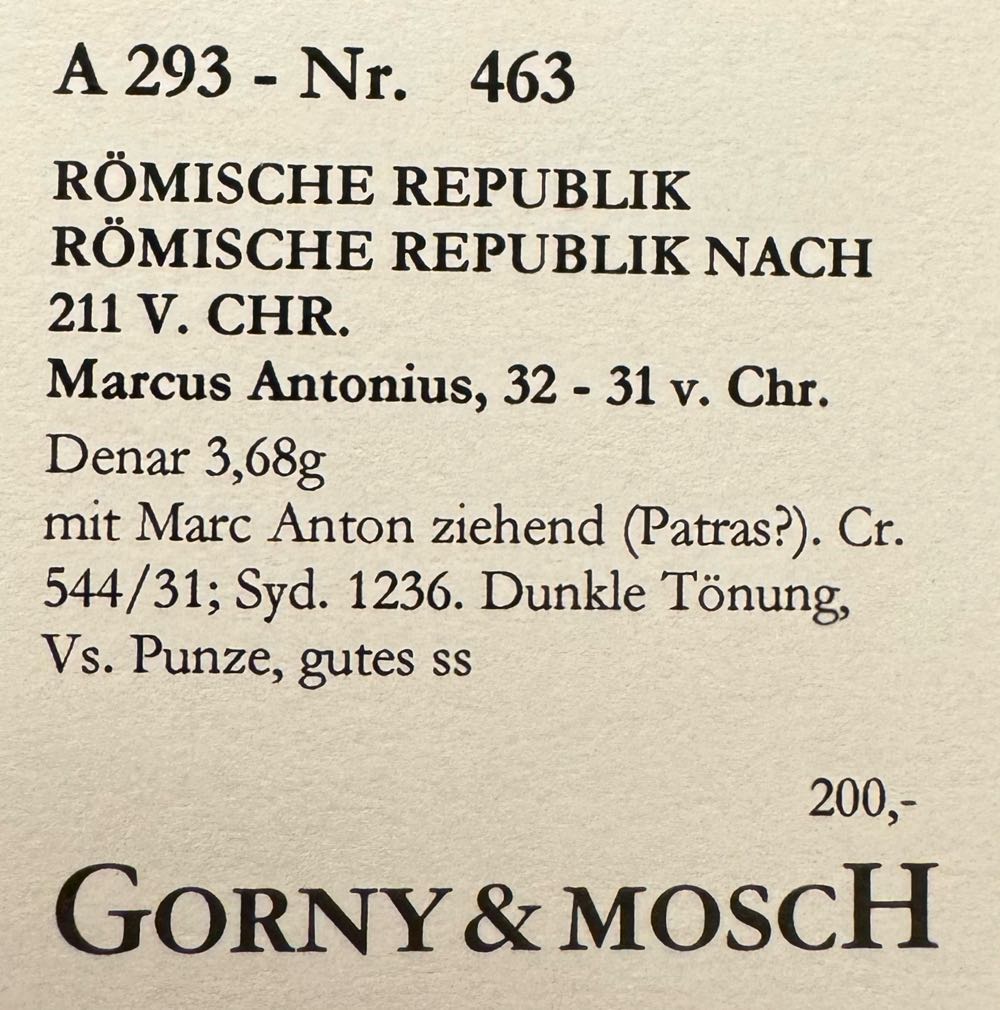 A 293 - Nr. 463
RÖMISCHE REPUBLIK
RÖMISCHE REPUBLIK NACH
211 V. CHR.
Marcus Antonius, 32 - 31 v. Chr.
Denar 3,68g
mit Marc Anton ziehend (Patras?). Cr.
544/31; Syd. 1236. Dunkle Tönung,
Vs. Punze, gutes ss
200,-
GORNY & MOSCH